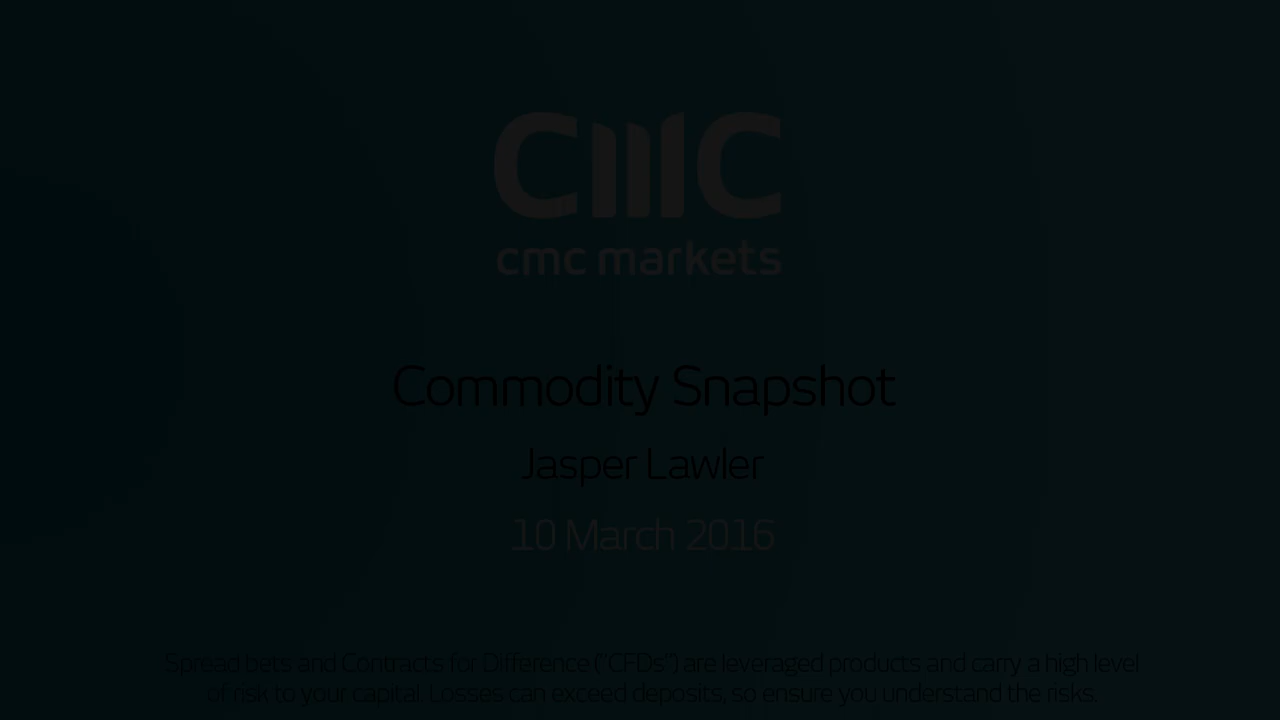 CMC
cmc markets
Commodity Snapshot
Jasper Lawler
10 March 2016
Spread bets and Contracts for Difference ("CFDs") are leveraged products and carry a high level
of risk to your capital. Losses can exceed deposits, so ensure you understand the risks.